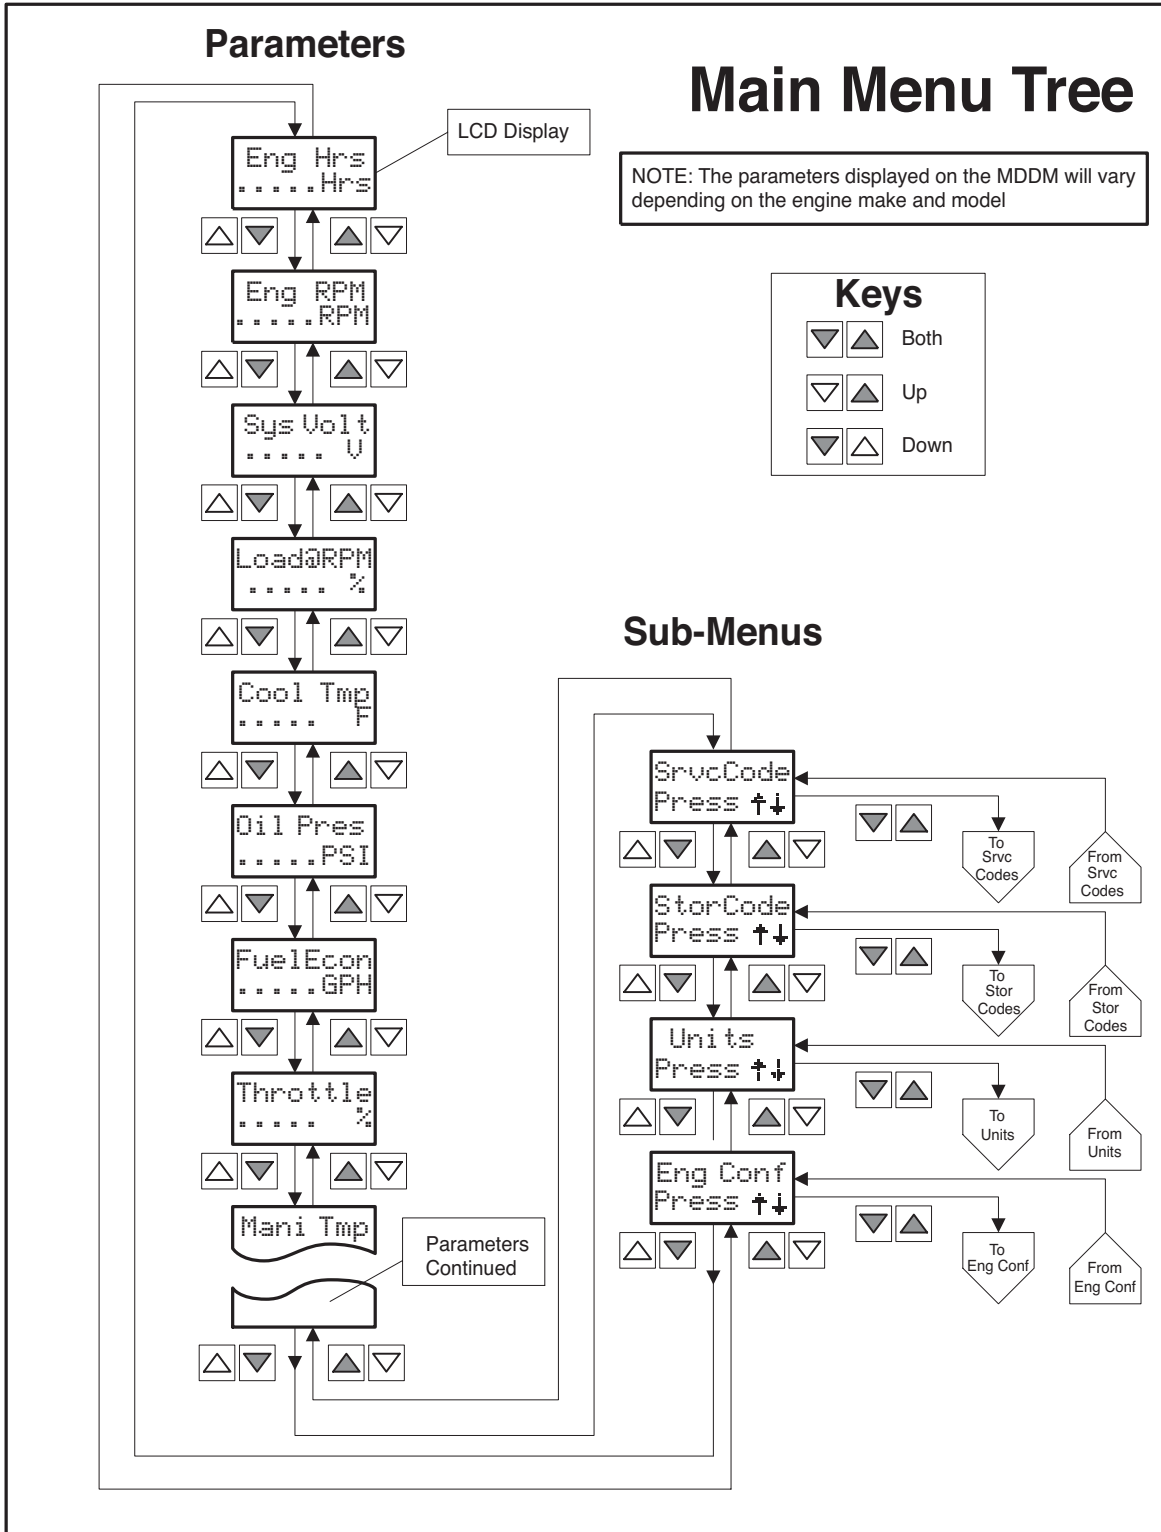 Parameters
Main Menu Tree
LCD Display
NOTE: The parameters displayed on the MDDM will vary
depending on the engine make and model
Eng Hrs
.....Hrs
Eng RPM
.....RPM
Sys Volt
..... V
Load@RPM
..... %
Cool Tmp
..... F
Oil Pres
.....PSI
FuelEcon
.....GPH
Throttle
..... %
Mani Tmp
Parameters
Continued
Keys
Both
Up
Down
Sub-Menus
SrvcCode
Press ↑↓
To
Srvc
Codes
From
Srvc
Codes
StorCode
Press ↑↓
To
Stor
Codes
From
Stor
Codes
Units
Press ↑↓
To
Units
From
Units
Eng Conf
Press ↑↓
To
Eng Conf
From
Eng Conf